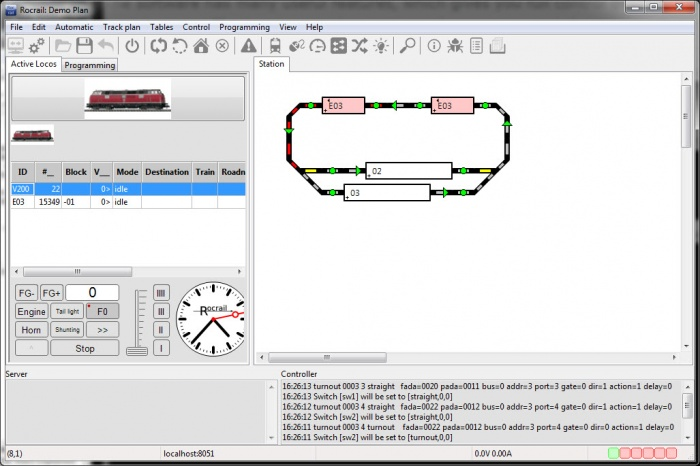 Rocrail: Demo Plan
File Edit Automatic Track plan Tables Control Programming View Help
Active Locos Programming
Station
E03 E03
ID #__ Block V__ Mode Destination Train Roadn
V200 22 0> idle
E03 15349 -01 0> idle
02
03
FG- FG+ 0 IIII
Engine Tail light F0 III
Horn Shunting >> II
^ Stop I
Rocrail
Server
Controller
16:26:13 turnout 0003 3 straight fada=0020 pada=0011 bus=0 addr=3 port=3 gate=0 dir=1 action=1 delay=0
16:26:13 Switch [sw1] will be set to [straight,0,0]
16:26:12 turnout 0003 4 straight fada=0022 pada=0012 bus=0 addr=3 port=4 gate=0 dir=1 action=1 delay=0
16:26:12 Switch [sw2] will be set to [straight,0,0]
16:26:11 turnout 0003 4 turnout fada=0022 pada=0012 bus=0 addr=3 port=4 gate=0 dir=0 action=1 delay=0
16:26:11 Switch [sw2] will be set to [turnout,0,0]
(8,1) localhost:8051 0.0V 0.00A